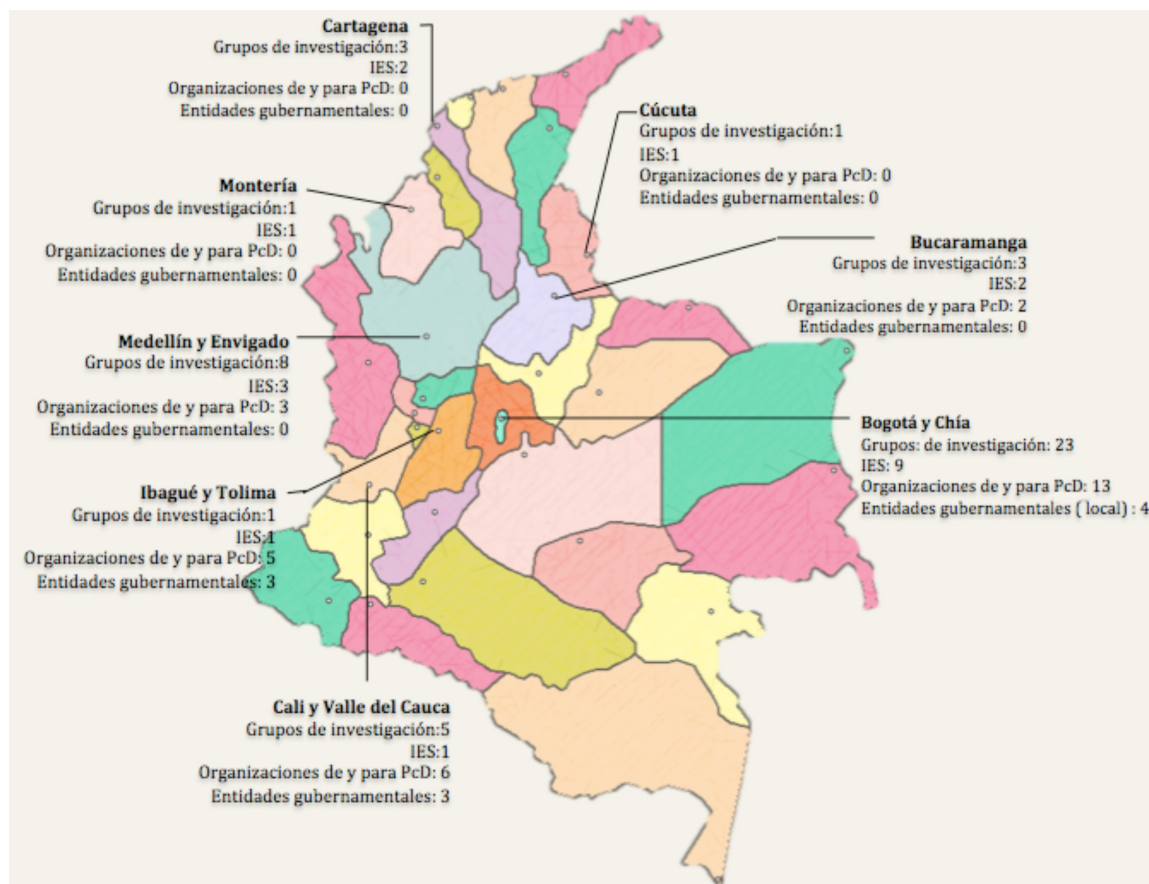 Cartagena
Grupos de investigación:3
IES:2
Organizaciones de y para PcD: 0
Entidades gubernamentales: 0
Cúcuta
Grupos de investigación:1
IES:1
Organizaciones de y para PcD: 0
Entidades gubernamentales: 0
Montería
Grupos de investigación:1
IES:1
Organizaciones de y para PcD: 0
Entidades gubernamentales: 0
Bucaramanga
Grupos de investigación:3
IES:2
Organizaciones de y para PcD: 2
Entidades gubernamentales: 0
Medellín y Envigado
Grupos de investigación:8
IES:3
Organizaciones de y para PcD: 3
Entidades gubernamentales: 0
Bogotá y Chía
Grupos: de investigación: 23
IES: 9
Organizaciones de y para PcD: 13
Entidades gubernamentales ( local) : 4
Ibagué y Tolima
Grupos de investigación:1
IES:1
Organizaciones de y para PcD: 5
Entidades gubernamentales: 3
Cali y Valle del Cauca
Grupos de investigación:5
IES:1
Organizaciones de y para PcD: 6
Entidades gubernamentales: 3